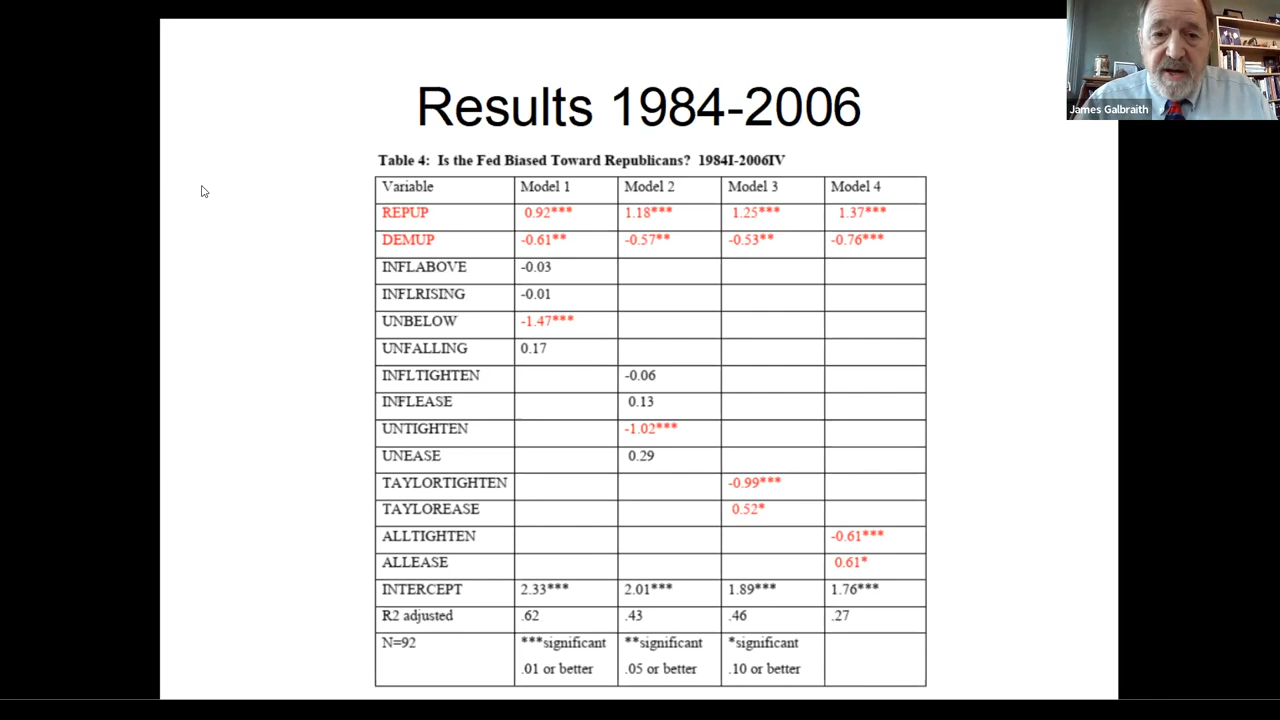 James Galbraith
Results 1984-2006
Table 4: Is the Fed Biased Toward Republicans? 1984I-2006IV
Variable Model 1 Model 2 Model 3 Model 4
REPUP 0.92*** 1.18*** 1.25*** 1.37***
DEMUP -0.61** -0.57** -0.53** -0.76***
INFLABOVE -0.03
INFLRISING -0.01
UNBELOW -1.47***
UNFALLING 0.17
INFLTIGHTEN -0.06
INFLEASE 0.13
UNTIGHTEN -1.02***
UNEASE 0.29
TAYLORTIGHTEN -0.99***
TAYLOREASE 0.52*
ALLTIGHTEN -0.61***
ALLEASE 0.61*
INTERCEPT 2.33*** 2.01*** 1.89*** 1.76***
R2 adjusted .62 .43 .46 .27
N=92 ***significant **significant *significant
.01 or better .05 or better .10 or better